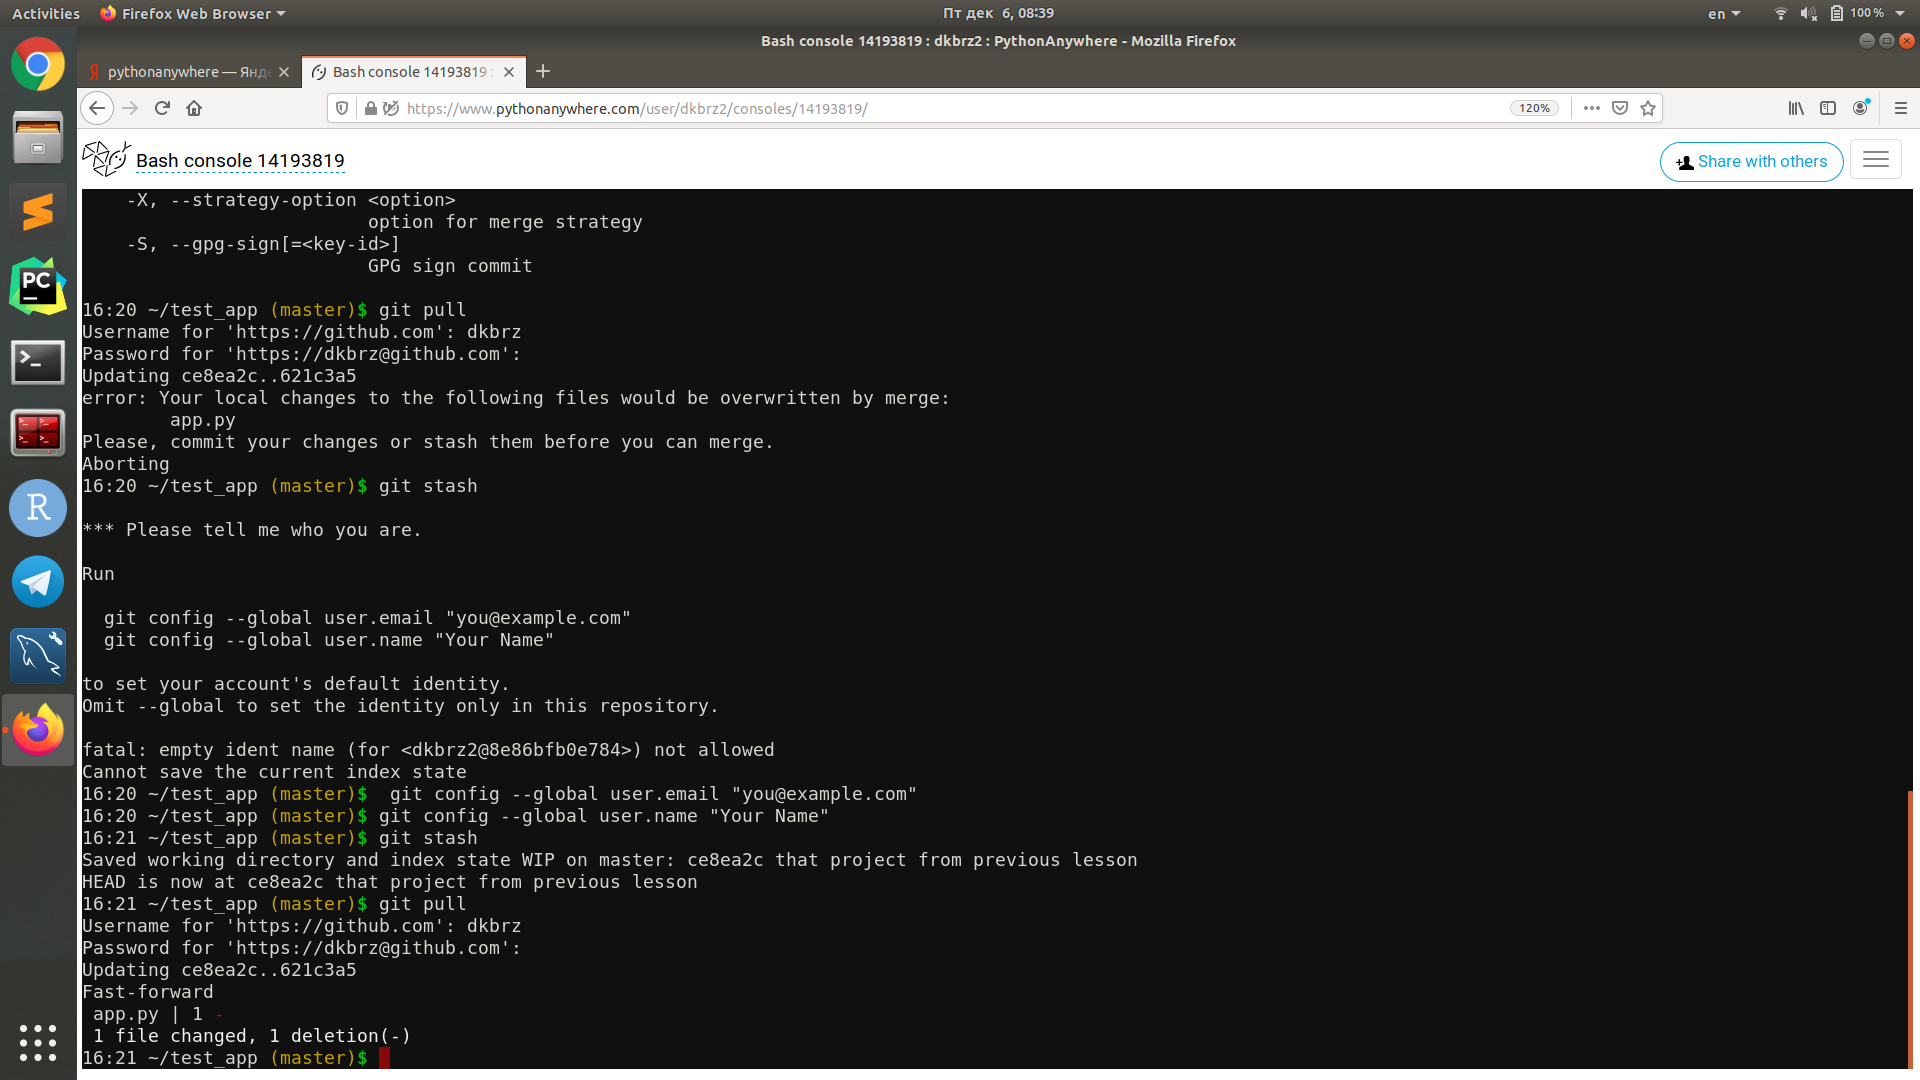 Activities Firefox Web Browser Пт дек 6, 08:39 en 100%
Bash console 14193819 : dkbrz2 : PythonAnywhere - Mozilla Firefox
pythonanywhere — Янде Bash console 14193819 :
https://www.pythonanywhere.com/user/dkbrz2/consoles/14193819/ 120%
Bash console 14193819 Share with others
-X, --strategy-option <option>
option for merge strategy
-S, --gpg-sign[=<key-id>]
GPG sign commit
16:20 ~/test_app (master)$ git pull
Username for 'https://github.com': dkbrz
Password for 'https://dkbrz@github.com':
Updating ce8ea2c..621c3a5
error: Your local changes to the following files would be overwritten by merge:
app.py
Please, commit your changes or stash them before you can merge.
Aborting
16:20 ~/test_app (master)$ git stash
*** Please tell me who you are.
Run
git config --global user.email "you@example.com"
git config --global user.name "Your Name"
to set your account's default identity.
Omit --global to set the identity only in this repository.
fatal: empty ident name (for <dkbrz2@8e86bfb0e784>) not allowed
Cannot save the current index state
16:20 ~/test_app (master)$  git config --global user.email "you@example.com"
16:20 ~/test_app (master)$ git config --global user.name "Your Name"
16:21 ~/test_app (master)$ git stash
Saved working directory and index state WIP on master: ce8ea2c that project from previous lesson
HEAD is now at ce8ea2c that project from previous lesson
16:21 ~/test_app (master)$ git pull
Username for 'https://github.com': dkbrz
Password for 'https://dkbrz@github.com':
Updating ce8ea2c..621c3a5
Fast-forward
app.py | 1 -
1 file changed, 1 deletion(-)
16:21 ~/test_app (master)$
PC
R